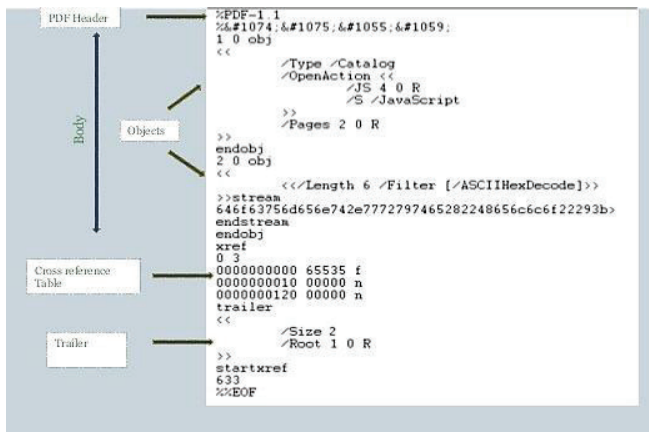 PDF Header
Body
Objects
Cross reference
Table
Trailer
%PDF-1.1
%&#1074;&#1075;&#1055;&#1059;
1 0 obj
<<
/Type /Catalog
/OpenAction <<
/JS 4 0 R
/S /JavaScript
>>
/Pages 2 0 R
>>
endobj
2 0 obj
<<
<</Length 6 /Filter [/ASCIIHexDecode]>>
>>stream
646f63756d656e742e7772797465282248656c6c6f22293b>
endstream
endobj
xref
0 3
0000000000 65535 f
0000000010 00000 n
0000000120 00000 n
trailer
<<
/Size 2
/Root 1 0 R
>>
startxref
633
%%EOF